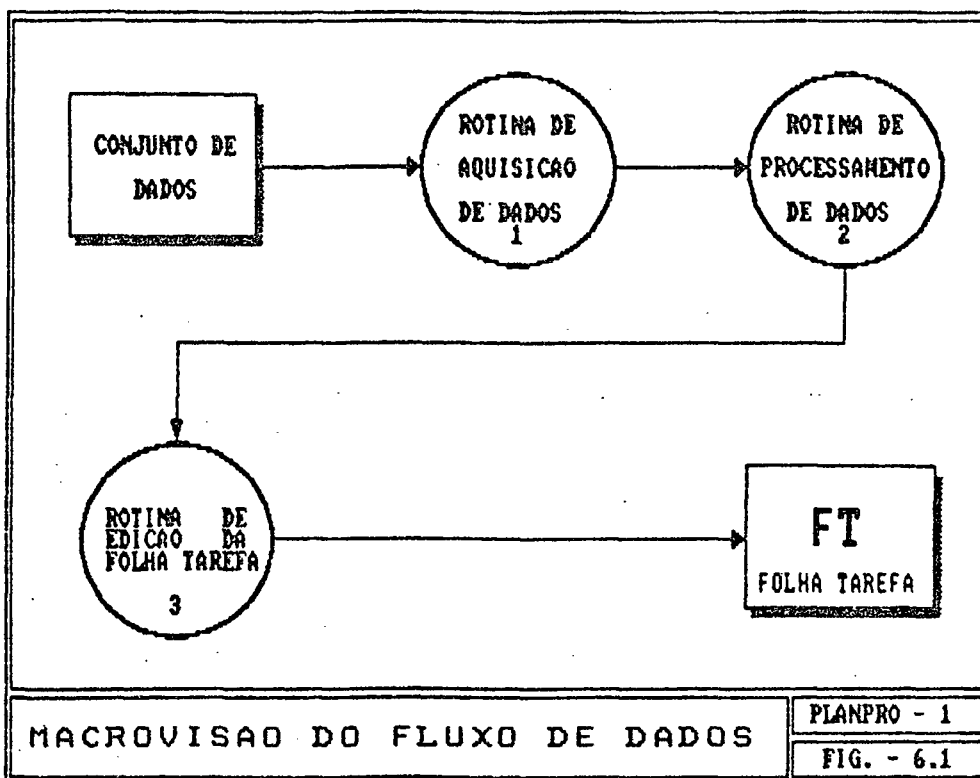 CONJUNTO DE
DADOS
ROTINA DE
AQUISICAO
DE DADOS
1
ROTINA DE
PROCESSAMENTO
DE DADOS
2
ROTINA DE
EDICAO DA
FOLHA TAREFA
3
FT
FOLHA TAREFA
MACROVISAO DO FLUXO DE DADOS
PLANPRO - 1
FIG. - 6.1